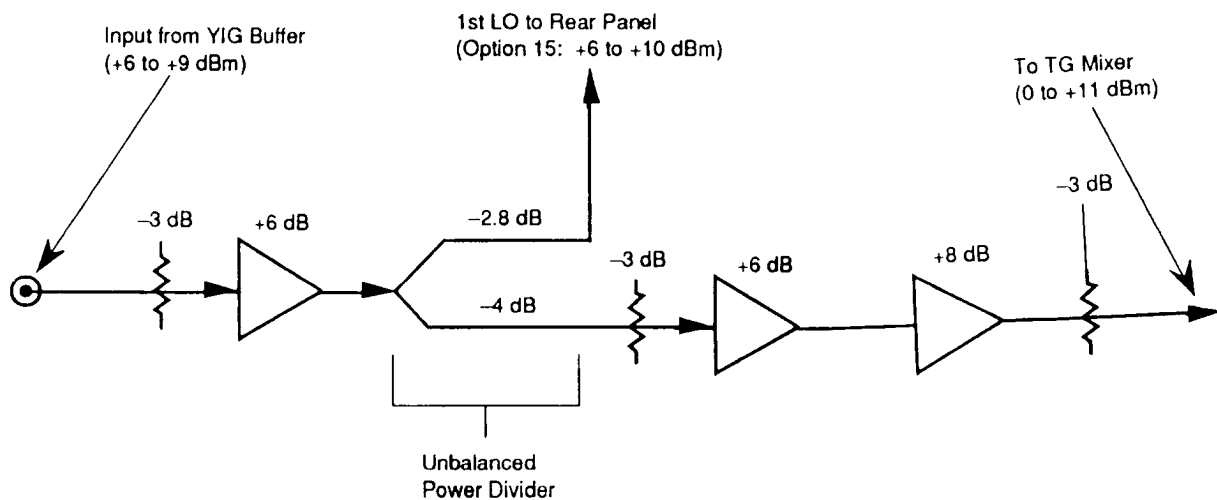 Input from YIG Buffer
(+6 to +9 dBm)
1st LO to Rear Panel
(Option 15: +6 to +10 dBm)
To TG Mixer
(0 to +11 dBm)
−3 dB
+6 dB
−2.8 dB
−4 dB
−3 dB
+6 dB
+8 dB
−3 dB
Unbalanced
Power Divider